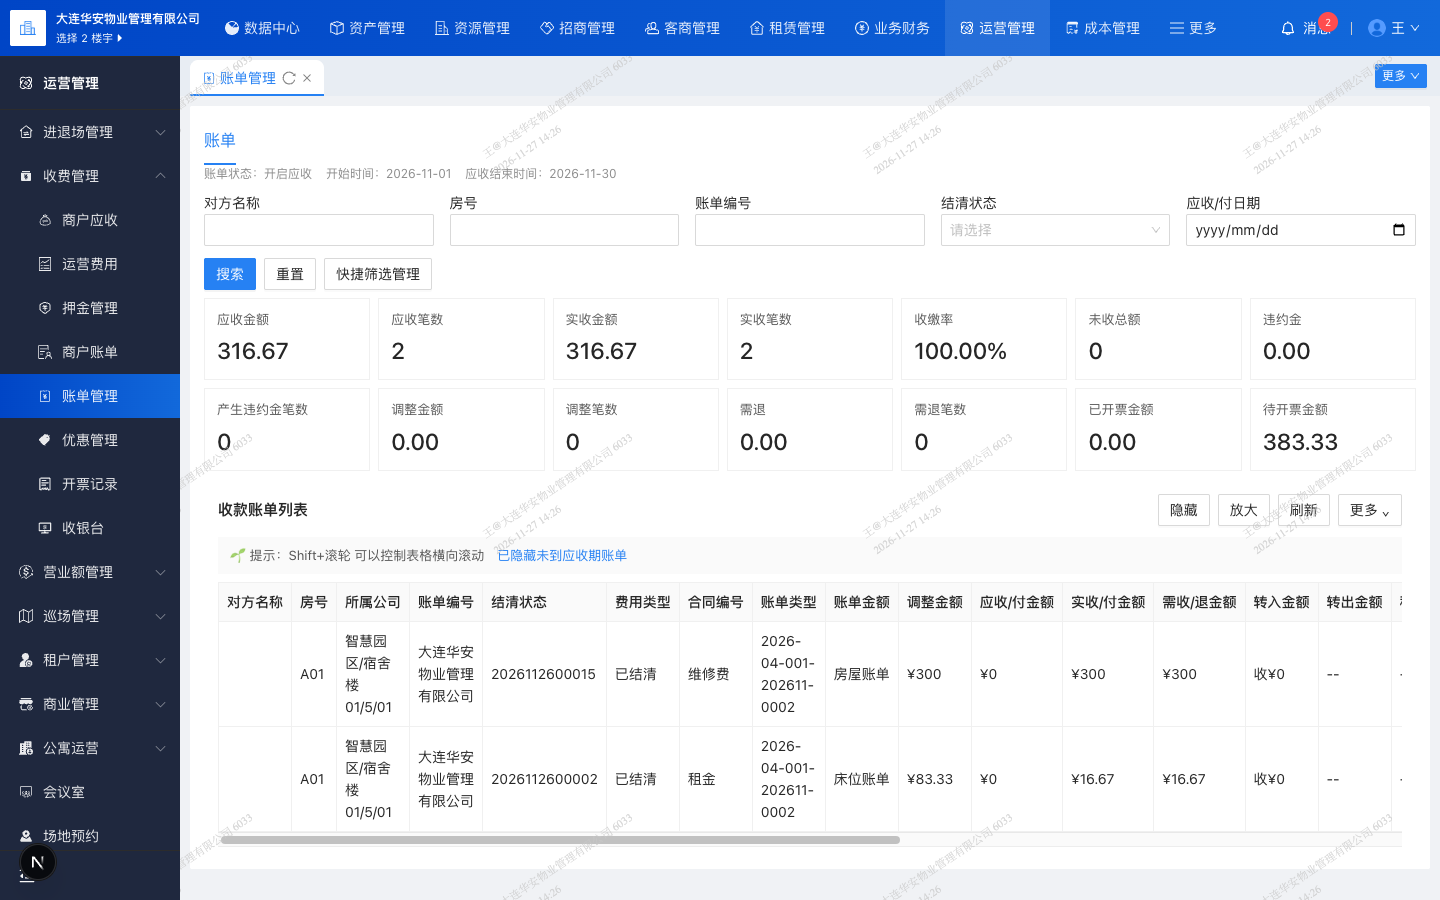 大连华安物业管理有限公司
选择 2 楼宇
数据中心
资产管理
资源管理
招商管理
客商管理
租赁管理
业务财务
运营管理
成本管理
更多
消息
2
王
运营管理
进退场管理
收费管理
商户应收
运营费用
押金管理
商户账单
账单管理
优惠管理
开票记录
收银台
营业额管理
巡场管理
租户管理
商业管理
公寓运营
会议室
场地预约
N
账单管理
更多
账单
账单状态：开启应收 开始时间：2026-11-01 应收结束时间：2026-11-30
对方名称 房号 账单编号 结清状态 应收/付日期
请选择 yyyy/mm/dd
搜索 重置 快捷筛选管理
应收金额 应收笔数 实收金额 实收笔数 收缴率 未收总额 违约金
316.67 2 316.67 2 100.00% 0 0.00
产生违约金笔数 调整金额 调整笔数 需退 需退笔数 已开票金额 待开票金额
0 0.00 0 0.00 0 0.00 383.33
收款账单列表 隐藏 放大 刷新 更多
提示：Shift+滚轮 可以控制表格横向滚动 已隐藏未到应收期账单
对方名称 房号 所属公司 账单编号 结清状态 费用类型 合同编号 账单类型 账单金额 调整金额 应收/付金额 实收/付金额 需收/退金额 转入金额 转出金额
A01 智慧园区/宿舍楼01/5/01 大连华安物业管理有限公司 2026112600015 已结清 维修费 2026-04-001-202611-0002 房屋账单 ¥300 ¥0 ¥300 ¥300 收¥0 --
A01 智慧园区/宿舍楼01/5/01 大连华安物业管理有限公司 2026112600002 已结清 租金 2026-04-001-202611-0002 床位账单 ¥83.33 ¥0 ¥16.67 ¥16.67 收¥0 --
王@大连华安物业管理有限公司 6033
2026-11-27 14:26